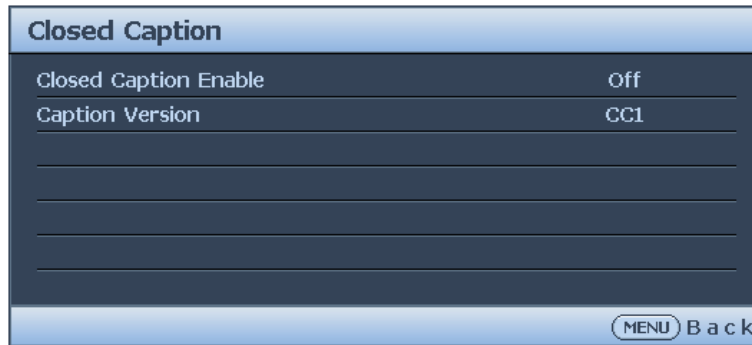 Closed Caption
Closed Caption Enable Off
Caption Version CC1
MENU Back